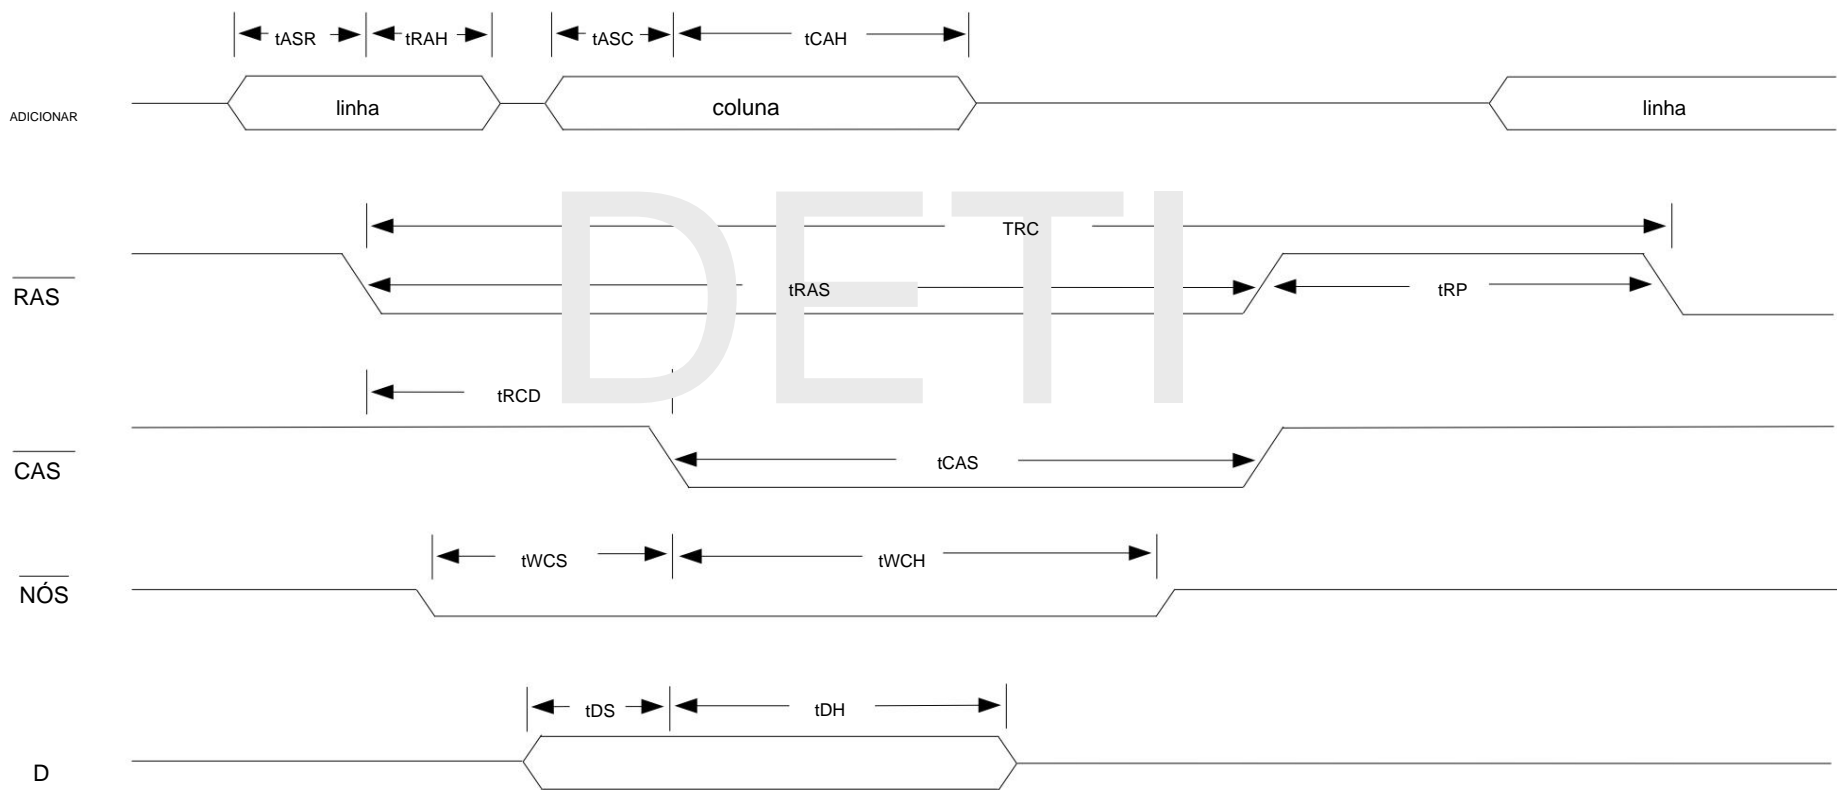 tASR tRAH tASC tCAH
ADICIONAR linha coluna linha
TRC
RAS tRAS tRP
tRCD
CAS tCAS
tWCS tWCH
NÓS
tDS tDH
D
DETI